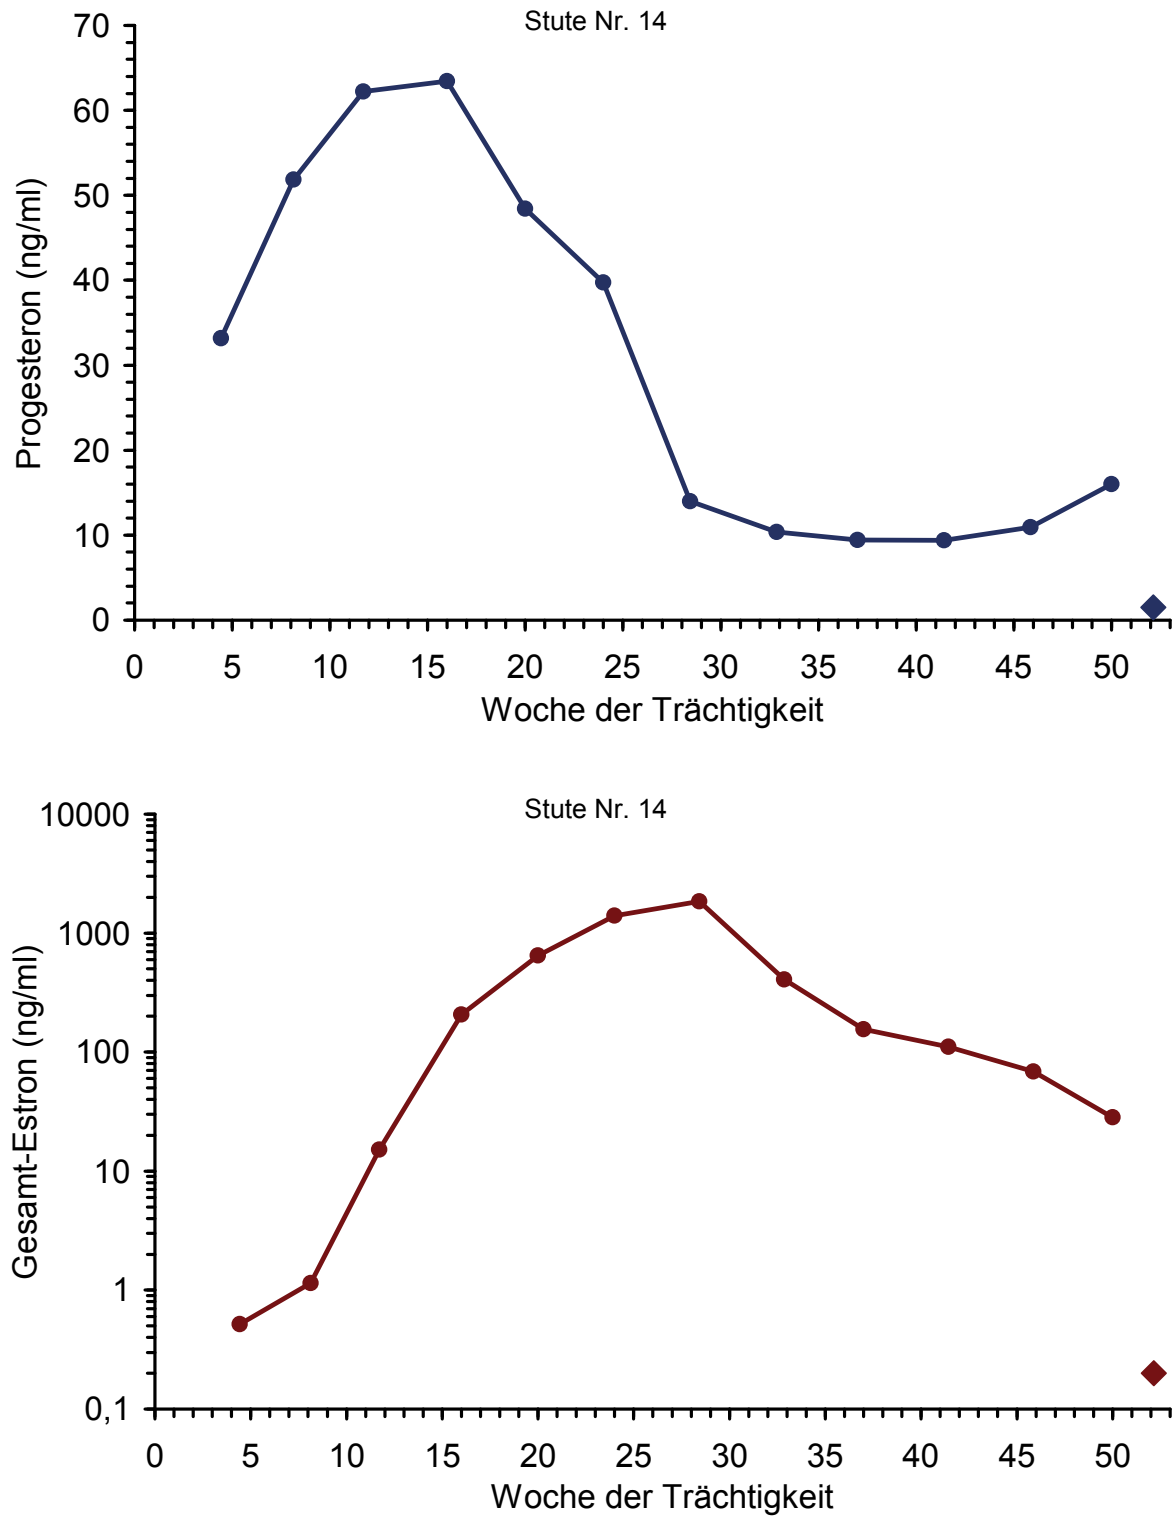 Stute Nr. 14
70
60
50
40
30
20
10
0
Progesteron (ng/ml)
0 5 10 15 20 25 30 35 40 45 50
Woche der Trächtigkeit
Stute Nr. 14
10000
1000
100
10
1
0,1
Gesamt-Estron (ng/ml)
0 5 10 15 20 25 30 35 40 45 50
Woche der Trächtigkeit